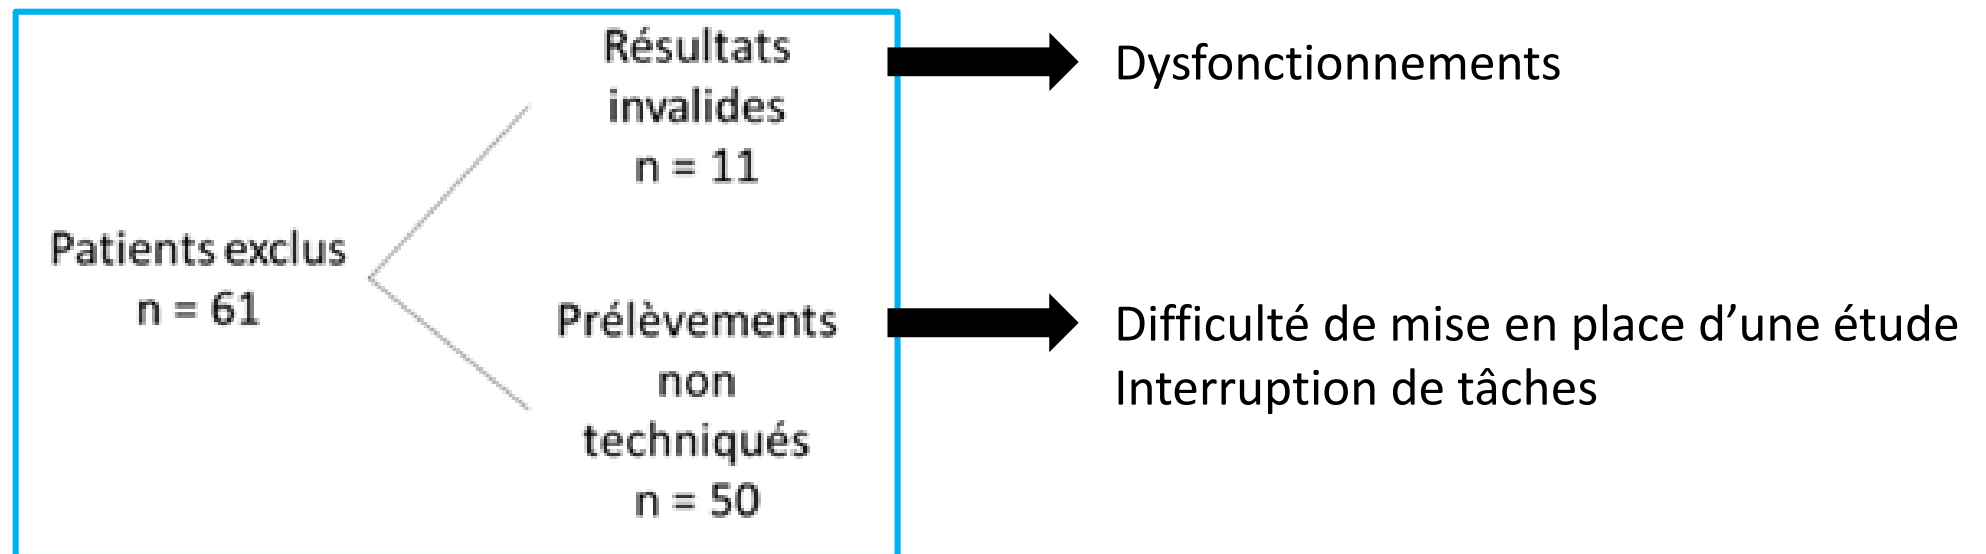 Résultats
invalides
n = 11
Dysfonctionnements
Patients exclus
n = 61
Prélèvements
non
techniqués
n = 50
Difficulté de mise en place d’une étude
Interruption de tâches